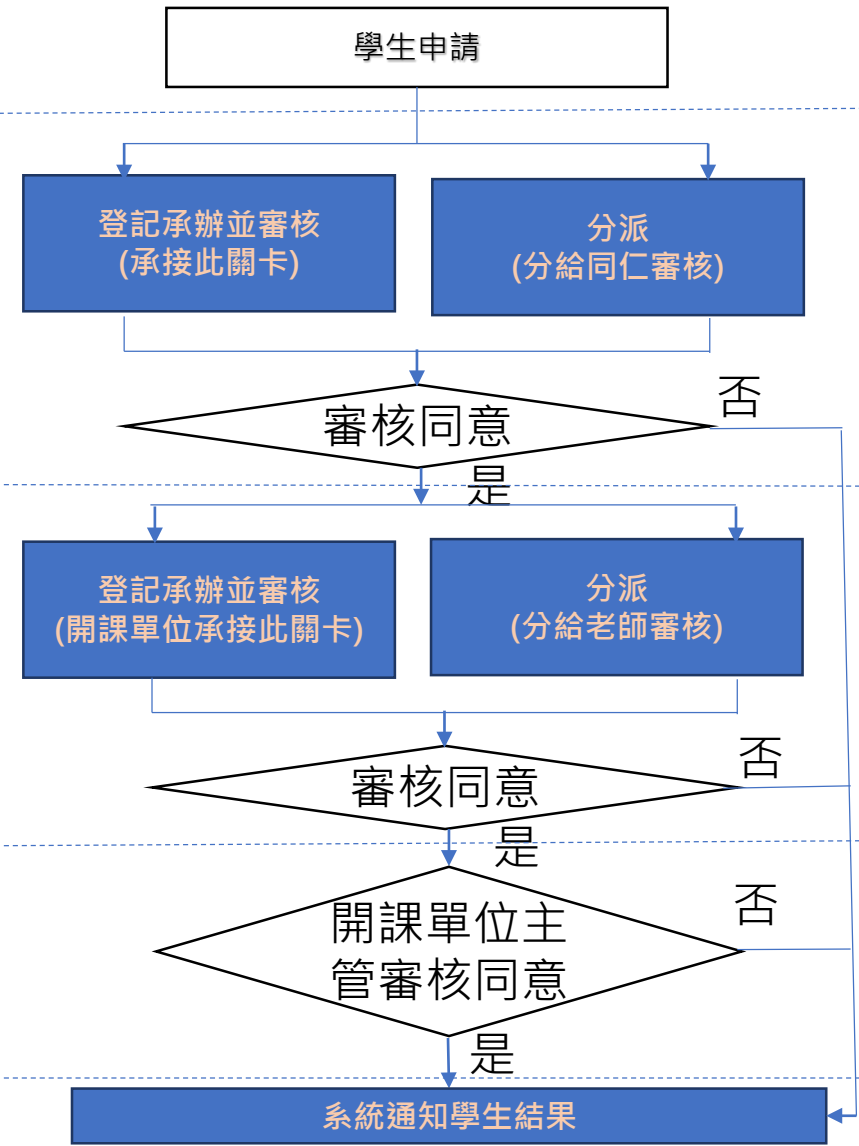 學生申請
登記承辦並審核
(承接此關卡)
分派
(分給同仁審核)
審核同意
否
是
登記承辦並審核
(開課單位承接此關卡)
分派
(分給老師審核)
審核同意
否
是
開課單位主
管審核同意
否
是
系統通知學生結果